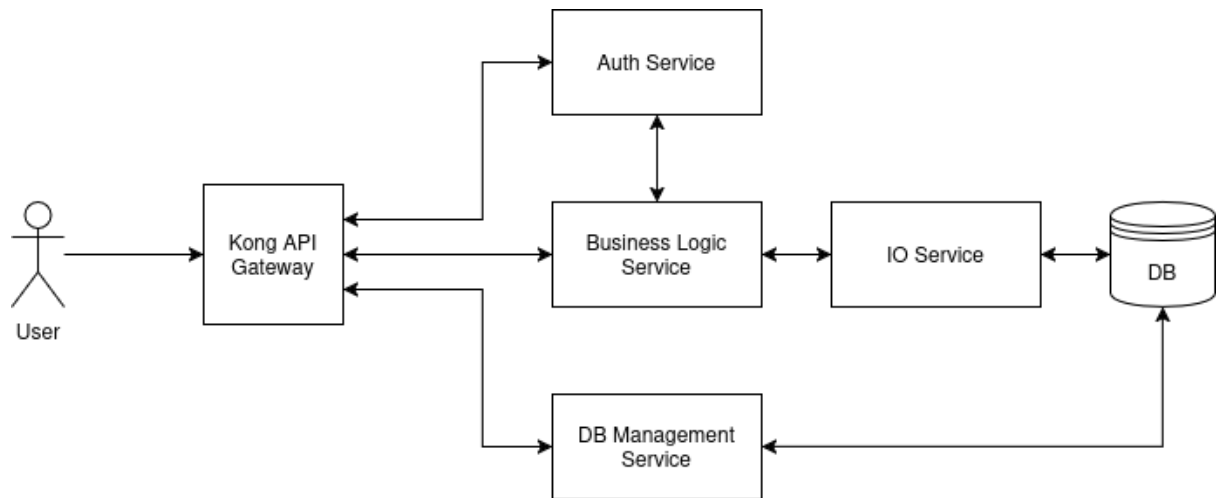 Auth Service
Kong API
Gateway
Business Logic
Service
IO Service
DB
User
DB Management
Service